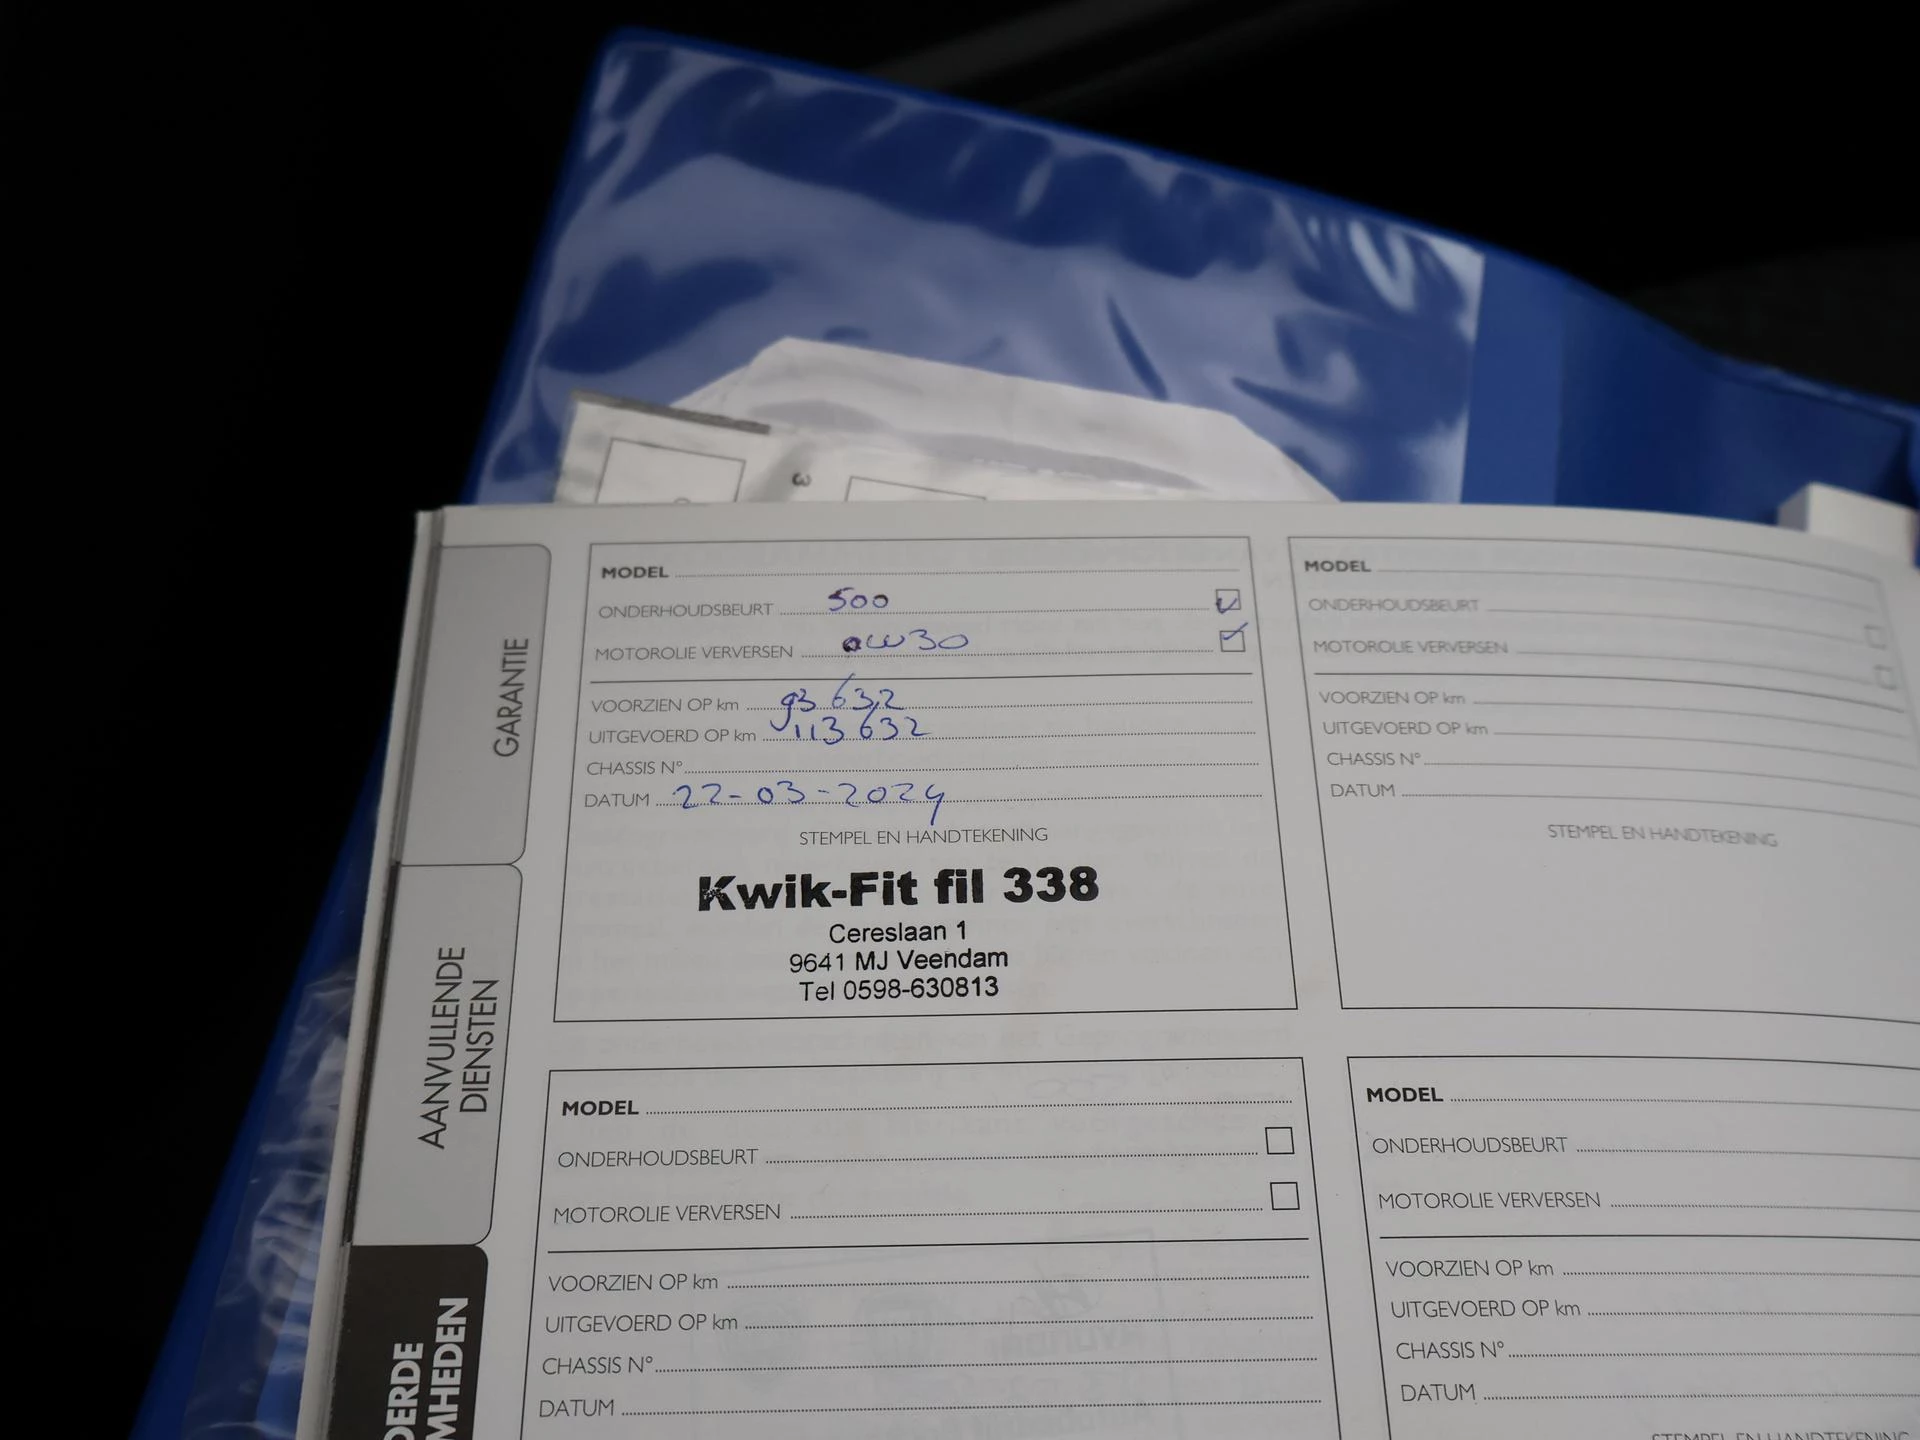 3
GARANTIE
AANVULLENDE
DIENSTEN
MODEL
ONDERHOUDSBEURT 500
MOTOROLIE VERVERSEN 0W30
VOORZIEN OP km 93 632
UITGEVOERD OP km 113 632
CHASSIS N°
DATUM 22-03-2024
STEMPEL EN HANDTEKENING
Kwik-Fit fil 338
Cereslaan 1
9641 MJ Veendam
Tel 0598-630813
MODEL
ONDERHOUDSBEURT
MOTOROLIE VERVERSEN
VOORZIEN OP km
UITGEVOERD OP km
CHASSIS N°
DATUM
STEMPEL EN HANDTEKENING
MODEL
ONDERHOUDSBEURT
MOTOROLIE VERVERSEN
VOORZIEN OP km
UITGEVOERD OP km
CHASSIS N°
DATUM
MODEL
ONDERHOUDSBEURT
MOTOROLIE VERVERSEN
VOORZIEN OP km
UITGEVOERD OP km
CHASSIS N°
DATUM
STEMPEL EN HANDTEKENING